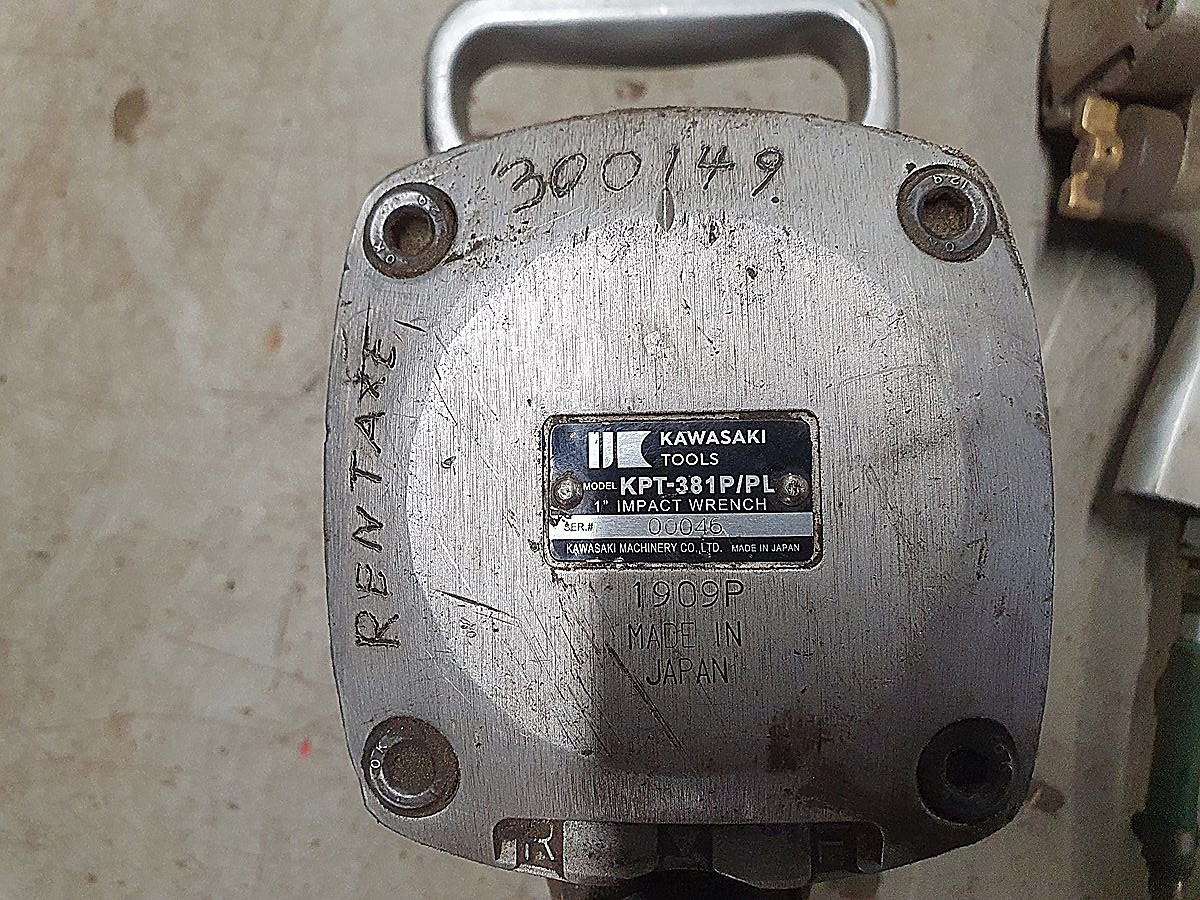 300149
RENTAXE
KAWASAKI
TOOLS
MODEL KPT-381P/PL
1" IMPACT WRENCH
SER.# 00046
KAWASAKI MACHINERY CO.,LTD. MADE IN JAPAN
1909P
MADE IN
JAPAN